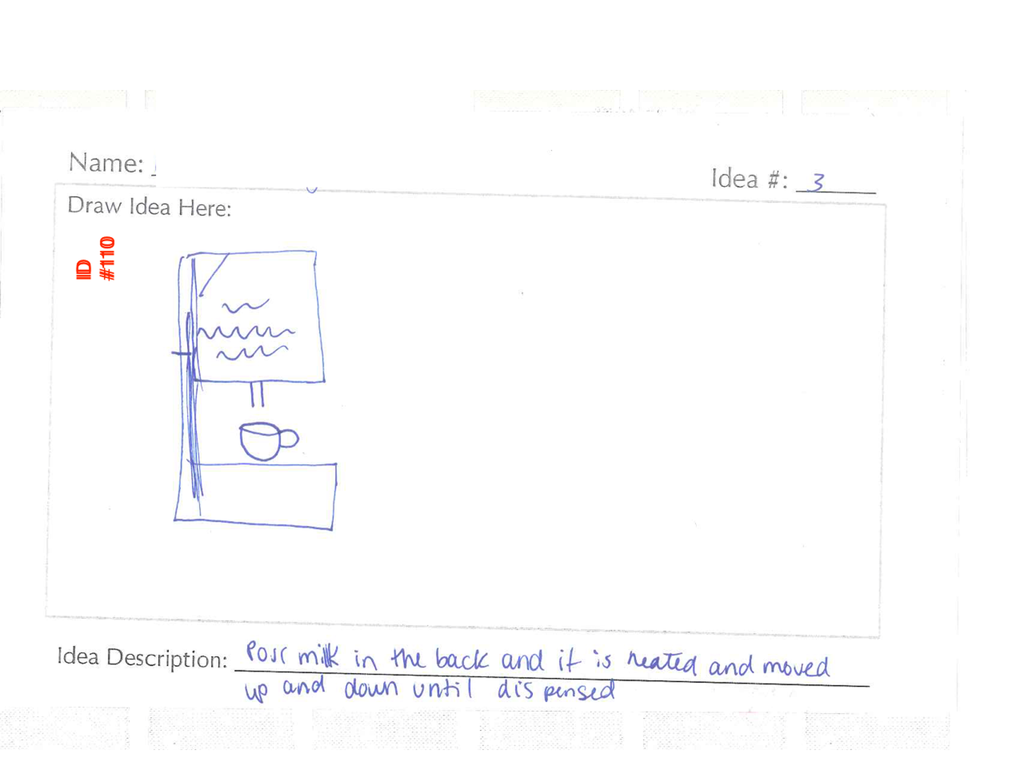 Name:
Idea #: 3
Draw Idea Here:
ID
#110
Idea Description: Pour milk in the back and it is heated and moved
up and down until dispensed